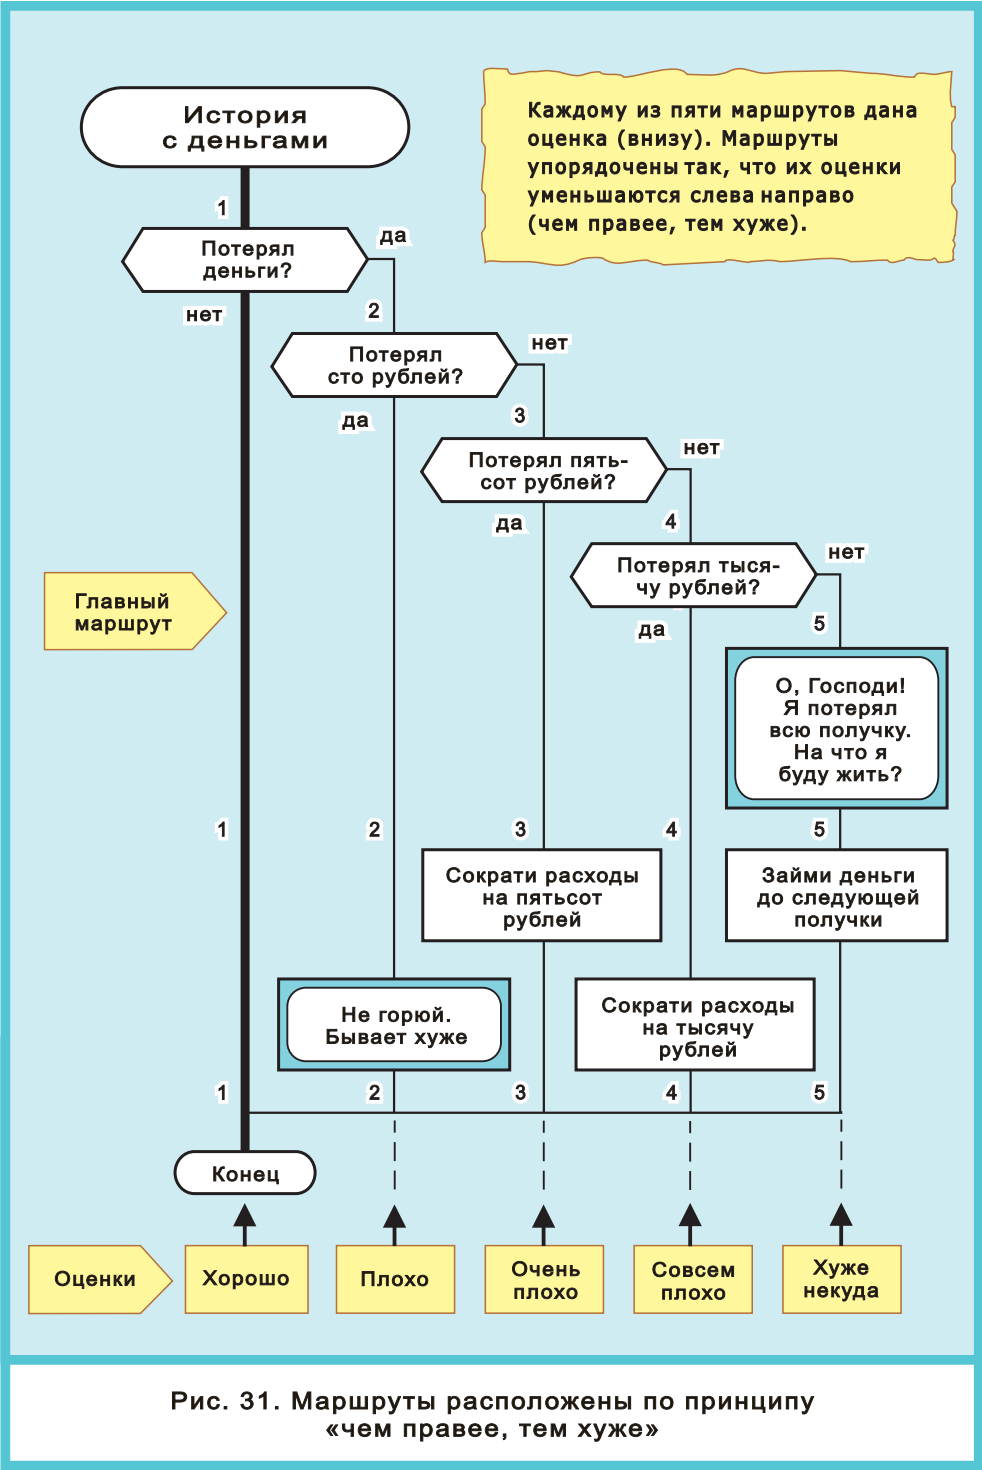 История
с деньгами
Каждому из пяти маршрутов дана
оценка (внизу). Маршруты
упорядочены так, что их оценки
уменьшаются слева направо
(чем правее, тем хуже).
1
Потерял
деньги?
да
нет
2
Потерял
сто рублей?
нет
да
3
Потерял пять-
сот рублей?
нет
да
4
Потерял тыся-
чу рублей?
нет
да
5
Главный
маршрут
О, Господи!
Я потерял
всю получку.
На что я
буду жить?
1
2
3
4
5
Сократи расходы
на пятьсот
рублей
Займи деньги
до следующей
получки
Не горюй.
Бывает хуже
Сократи расходы
на тысячу
рублей
1
2
3
4
5
Конец
Оценки
Хорошо
Плохо
Очень
плохо
Совсем
плохо
Хуже
некуда
Рис. 31. Маршруты расположены по принципу
«чем правее, тем хуже»